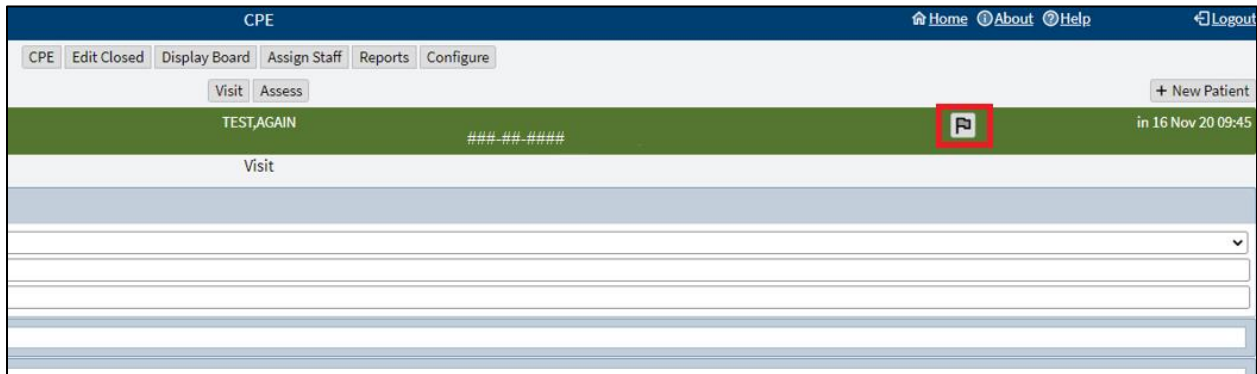 CPE Home About Help Logout
CPE Edit Closed Display Board Assign Staff Reports Configure
Visit Assess + New Patient
TEST,AGAIN ###-##-#### in 16 Nov 20 09:45
Visit